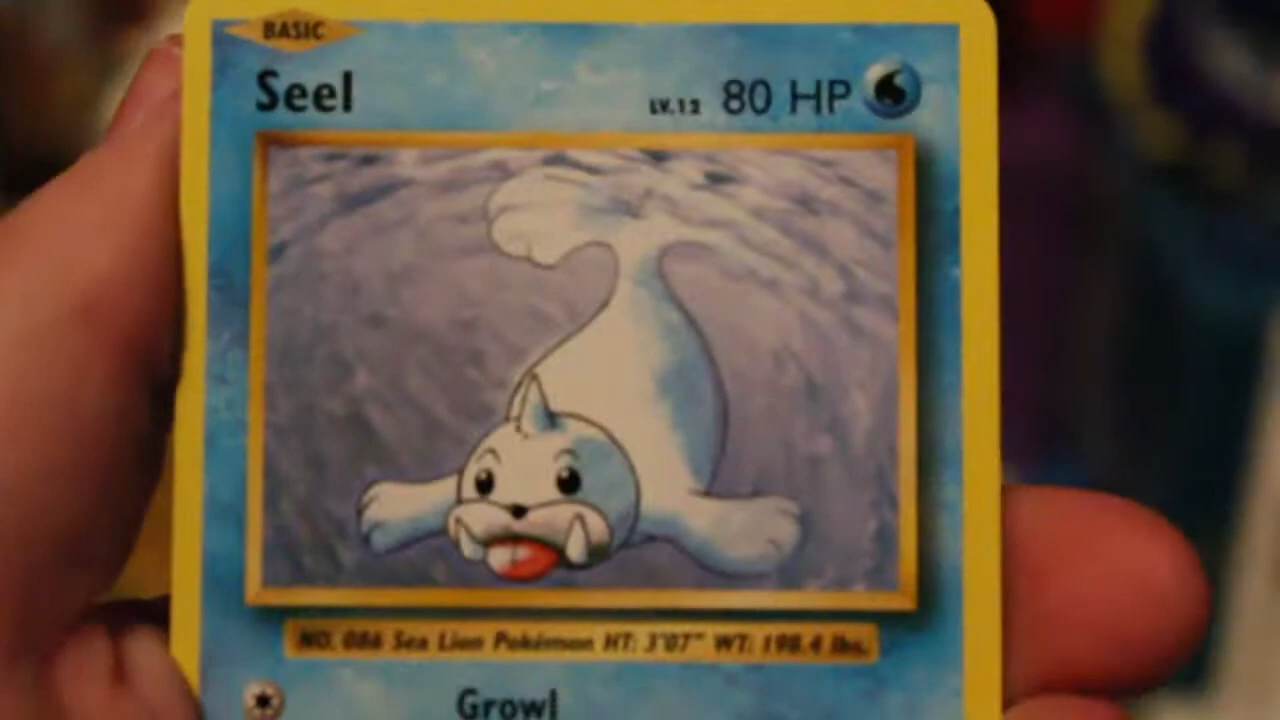 BASIC
Seel LV.12 80 HP
NO. 086 Sea Lion Pokémon HT: 3'07" WT: 198.4 lbs.
Growl